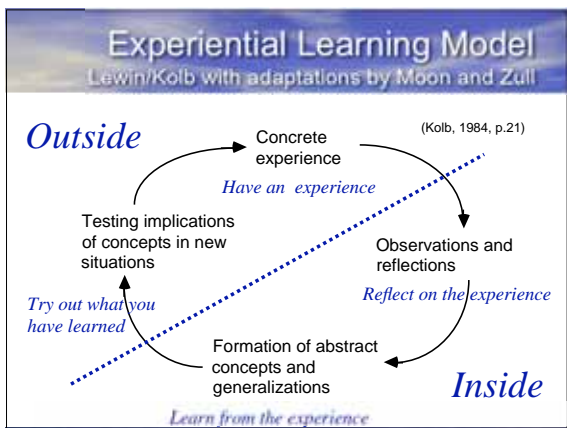 Experiential Learning Model
Lewin/Kolb with adaptations by Moon and Zull
Outside
(Kolb, 1984, p.21)
Concrete
experience
Have an experience
Testing implications
of concepts in new
situations
Observations and
reflections
Reflect on the experience
Try out what you
have learned
Formation of abstract
concepts and
generalizations
Inside
Learn from the experience